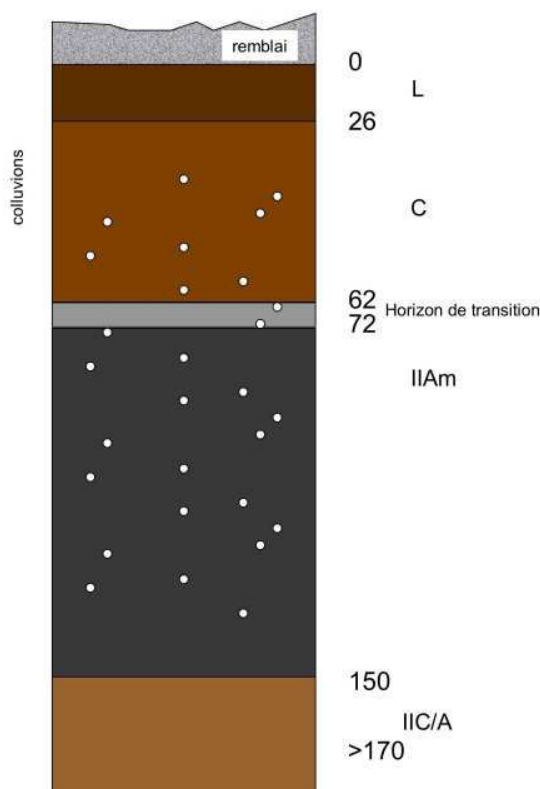 remblai
0
L
26
colluvions
C
62
Horizon de transition
72
IIAm
150
IIC/A
>170